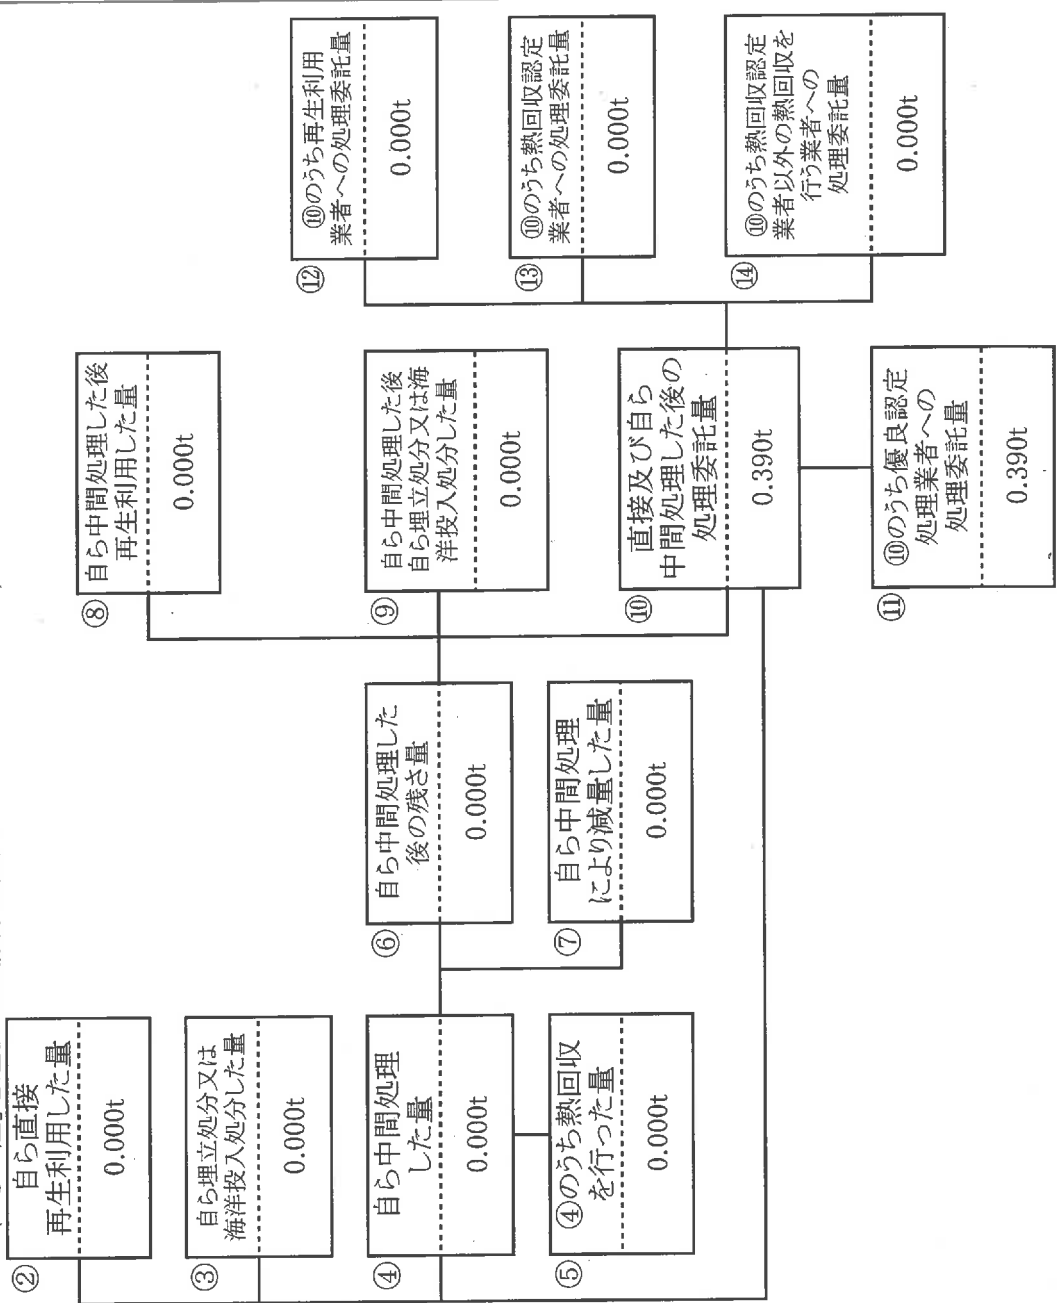 ②
自ら直接
再生利用した量
0.000t
③
自ら埋立処分又は
海洋投入処分した量
0.000t
④
自ら中間処理
した量
0.000t
⑤
④のうち熱回収
を行った量
0.000t
⑥
自ら中間処理した
後の残さ量
0.000t
⑦
自ら中間処理
により減量した量
0.000t
⑧
自ら中間処理した後
再生利用した量
0.000t
⑨
自ら中間処理した後
自ら埋立処分又は海
洋投入処分した量
0.000t
⑩
直接及び自ら
中間処理した後の
処理委託量
0.390t
⑪
⑩のうち優良認定
処理業者への
処理委託量
0.390t
⑫
⑩のうち再生利用
業者への処理委託量
0.000t
⑬
⑩のうち熱回収認定
業者への処理委託量
0.000t
⑭
⑩のうち熱回収認定
業者以外の熱回収を
行う業者への
処理委託量
0.000t